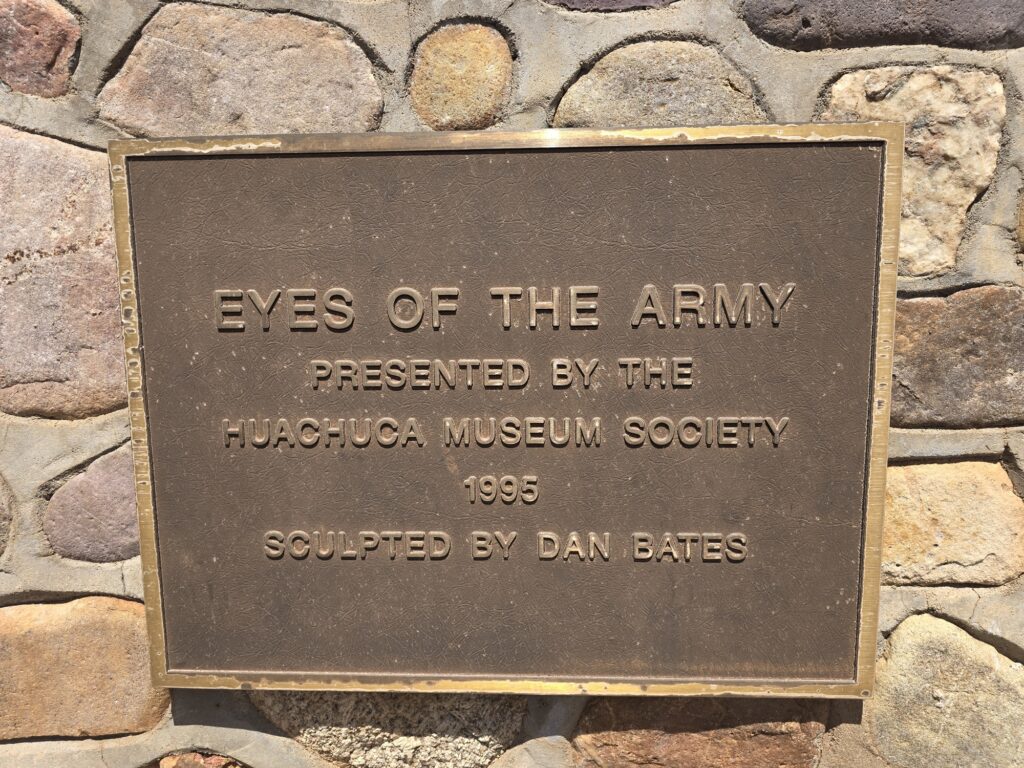 EYES OF THE ARMY
PRESENTED BY THE
HUACHUCA MUSEUM SOCIETY
1995
SCULPTED BY DAN BATES